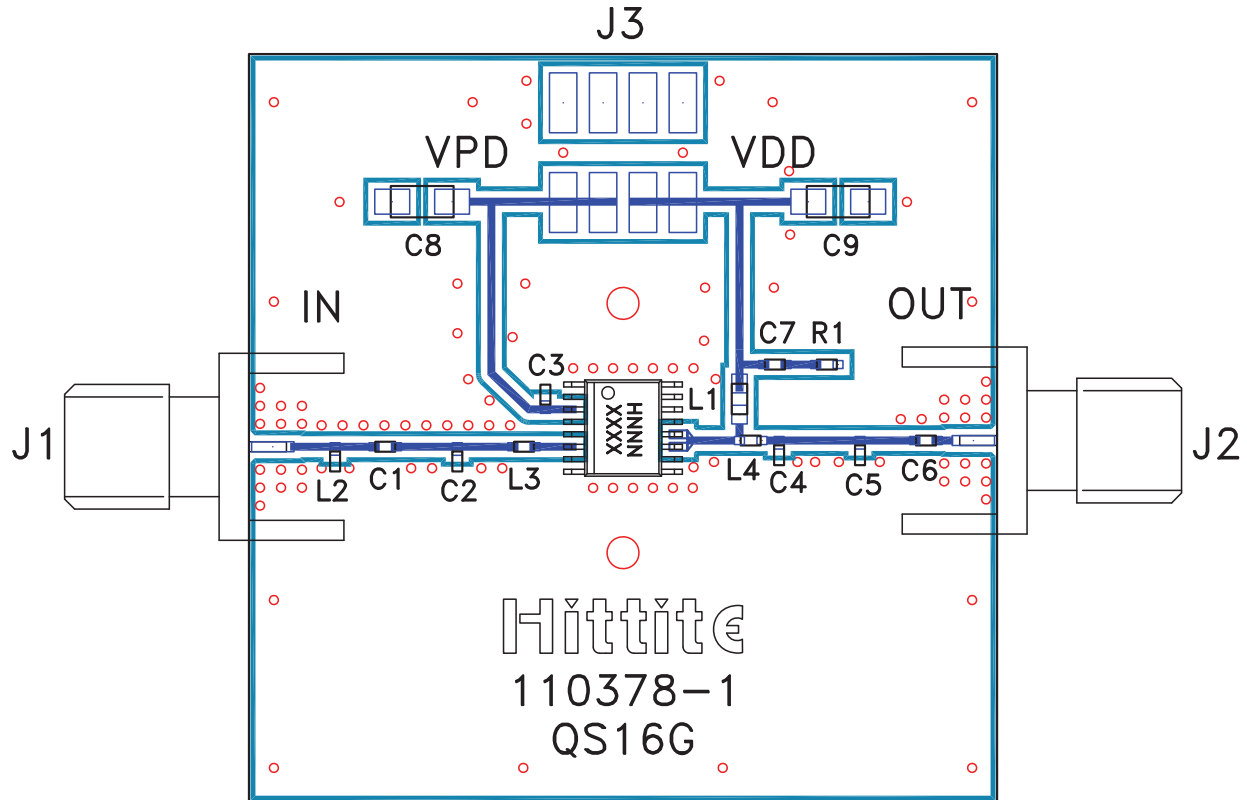 J3
VPD VDD
C8 C9
IN OUT
C7 R1
C3
L1
XXXX
HNNN
J1 J2
L2 C1 C2 L3 L4 C4 C5 C6
Hittite
110378-1
QS16G